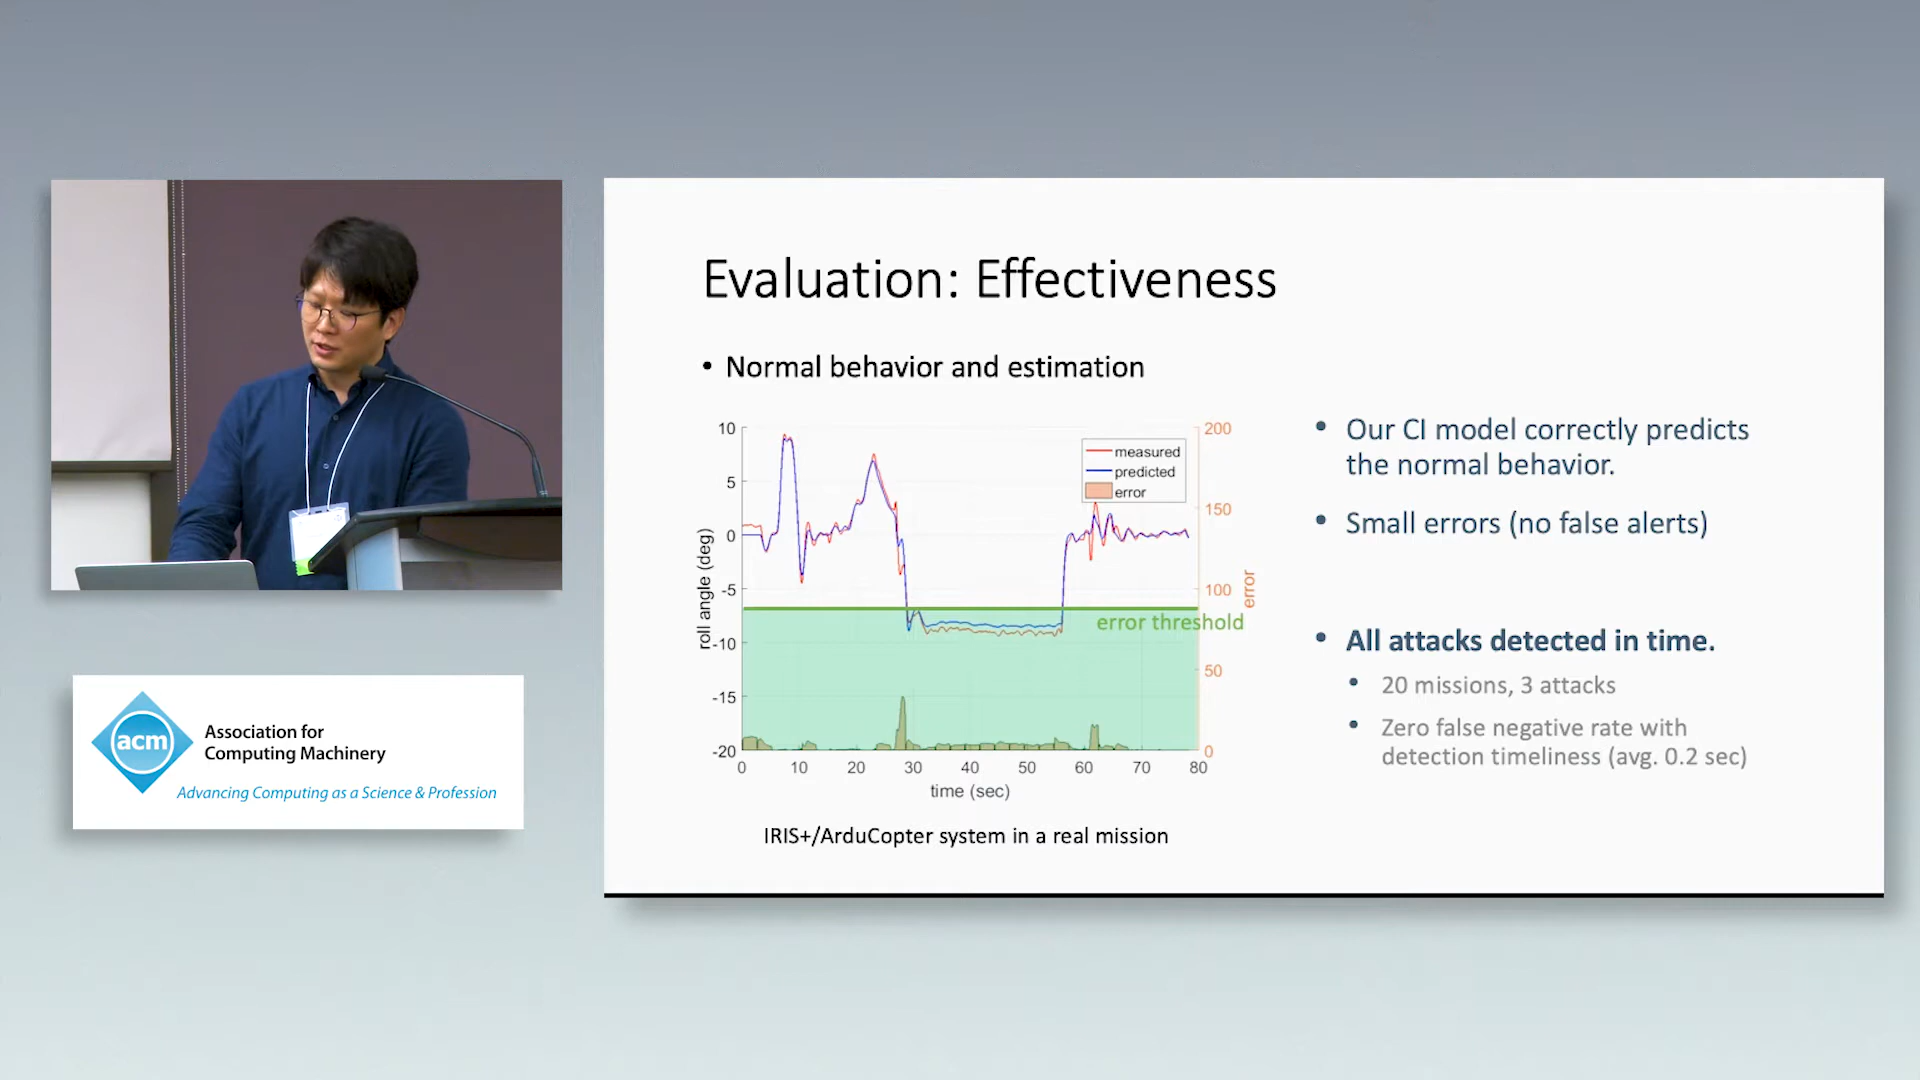 Evaluation: Effectiveness
• Normal behavior and estimation
10
5
0
-5
-10
-15
-20
roll angle (deg)
0 10 20 30 40 50 60 70 80
time (sec)
200
150
100
50
0
error
measured
predicted
error
error threshold
IRIS+/ArduCopter system in a real mission
• Our CI model correctly predicts
the normal behavior.
• Small errors (no false alerts)
• All attacks detected in time.
• 20 missions, 3 attacks
• Zero false negative rate with
detection timeliness (avg. 0.2 sec)
acm
Association for
Computing Machinery
Advancing Computing as a Science & Profession